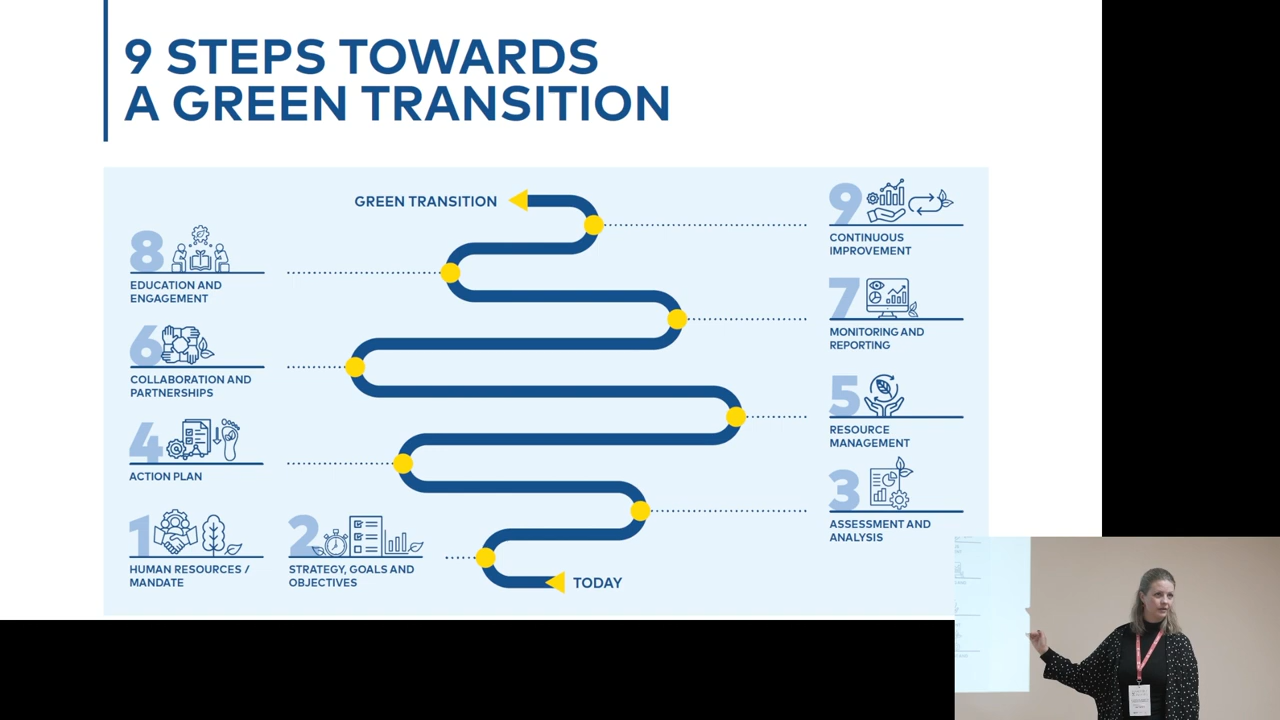 9 STEPS TOWARDS
A GREEN TRANSITION
GREEN TRANSITION
9
CONTINUOUS
IMPROVEMENT
8
EDUCATION AND
ENGAGEMENT
7
MONITORING AND
REPORTING
6
COLLABORATION AND
PARTNERSHIPS
5
RESOURCE
MANAGEMENT
4
ACTION PLAN
3
ASSESSMENT AND
ANALYSIS
1
HUMAN RESOURCES /
MANDATE
2
STRATEGY, GOALS AND
OBJECTIVES
TODAY